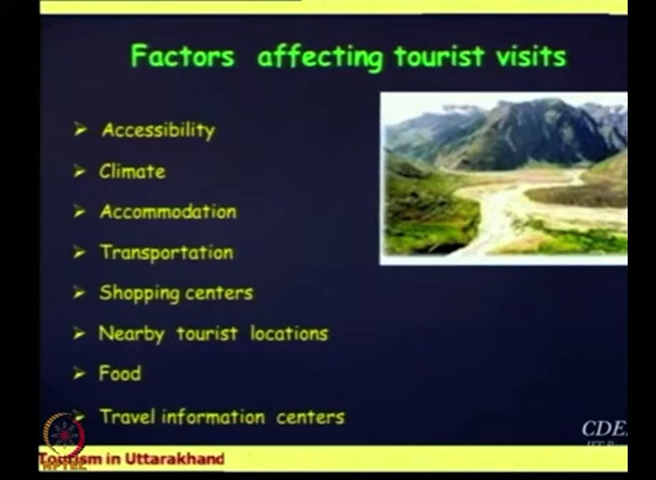 Factors affecting tourist visits
Accessibility
Climate
Accommodation
Transportation
Shopping centers
Nearby tourist locations
Food
Travel information centers
Tourism in Uttarakhand